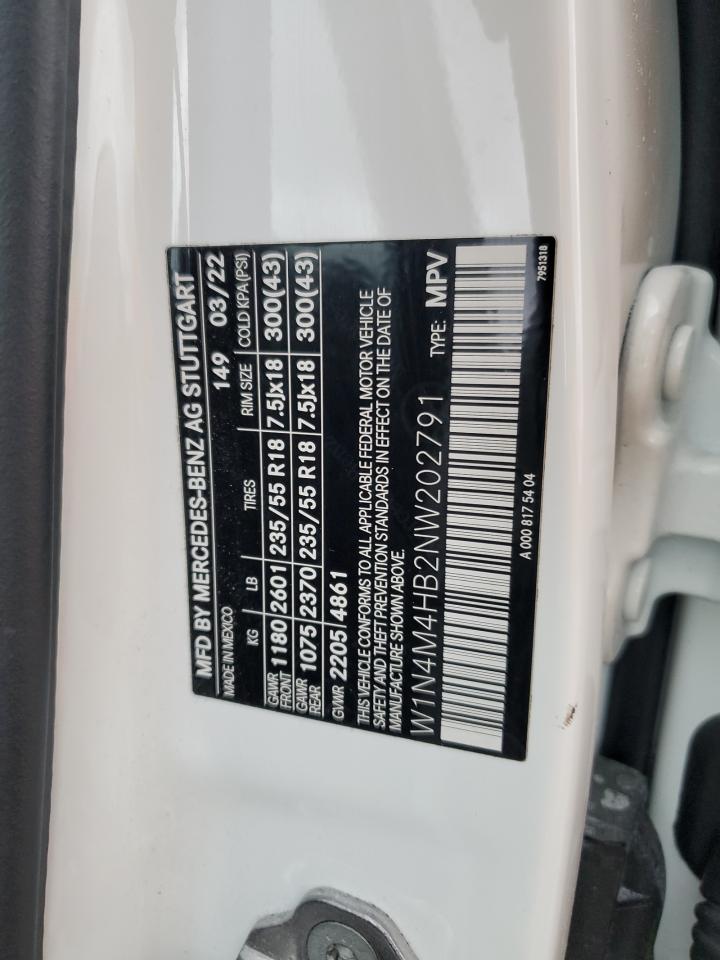 MFD BY MERCEDES-BENZ AG STUTTGART
MADE IN MEXICO 149 03/22
KG LB TIRES RIM SIZE COLD KPA(PSI)
GAWR FRONT 1180 2601 235/55 R18 7.5Jx18 300(43)
GAWR REAR 1075 2370 235/55 R18 7.5Jx18 300(43)
GVWR 2205 4861
THIS VEHICLE CONFORMS TO ALL APPLICABLE FEDERAL MOTOR VEHICLE
SAFETY AND THEFT PREVENTION STANDARDS IN EFFECT ON THE DATE OF
MANUFACTURE SHOWN ABOVE.
W1N4M4HB2NW202791 TYPE: MPV
A 000 817 54 04 7951318